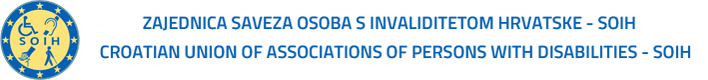 SOIH
ZAJEDNICA SAVEZA OSOBA S INVALIDITETOM HRVATSKE - SOIH
CROATIAN UNION OF ASSOCIATIONS OF PERSONS WITH DISABILITIES - SOIH